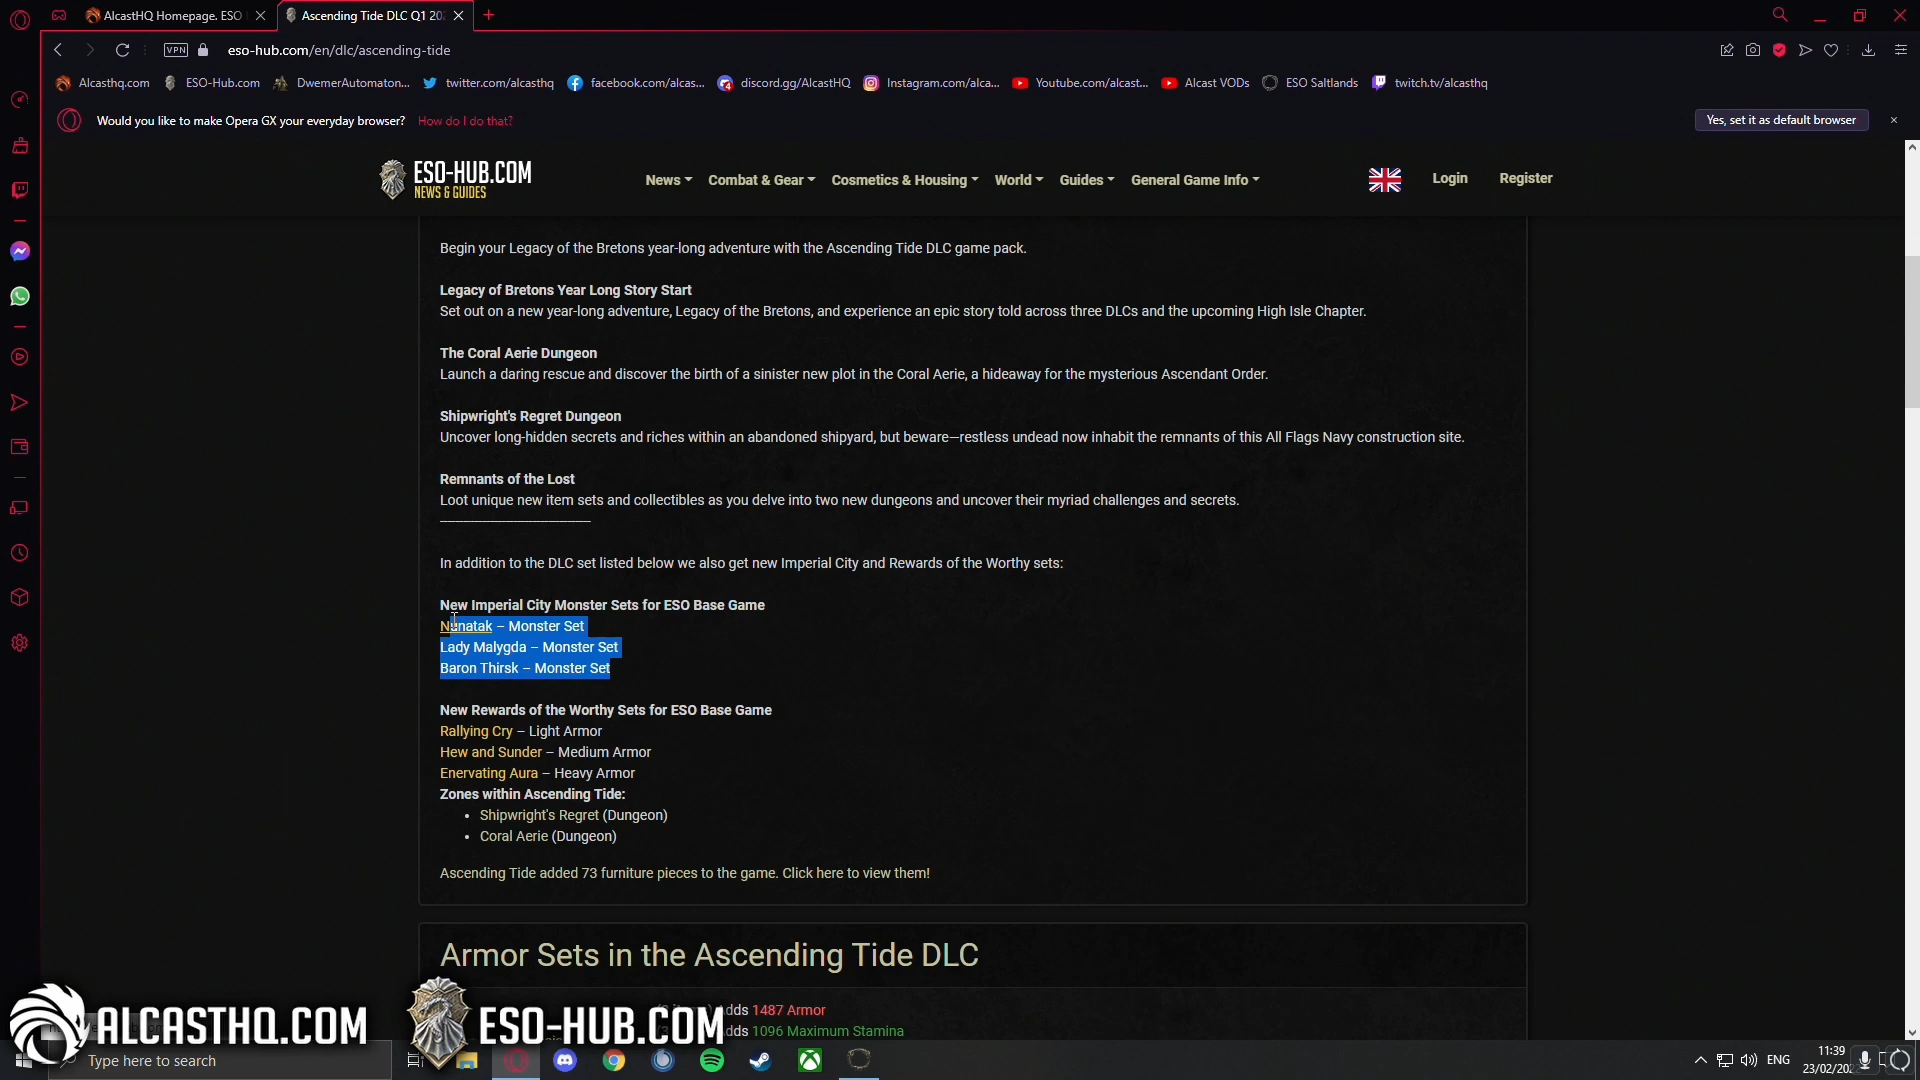 AlcastHQ Homepage. ESO
Ascending Tide DLC Q1 202
VPN
eso-hub.com/en/dlc/ascending-tide
Alcasthq.com
ESO-Hub.com
DwemerAutomaton...
twitter.com/alcasthq
facebook.com/alcas...
discord.gg/AlcastHQ
Instagram.com/alca...
Youtube.com/alcast...
Alcast VODs
ESO Saltlands
twitch.tv/alcasthq
Would you like to make Opera GX your everyday browser? How do I do that?
Yes, set it as default browser
ESO-HUB.COM
NEWS & GUIDES
News
Combat & Gear
Cosmetics & Housing
World
Guides
General Game Info
Login
Register
Begin your Legacy of the Bretons year-long adventure with the Ascending Tide DLC game pack.
Legacy of Bretons Year Long Story Start
Set out on a new year-long adventure, Legacy of the Bretons, and experience an epic story told across three DLCs and the upcoming High Isle Chapter.
The Coral Aerie Dungeon
Launch a daring rescue and discover the birth of a sinister new plot in the Coral Aerie, a hideaway for the mysterious Ascendant Order.
Shipwright's Regret Dungeon
Uncover long-hidden secrets and riches within an abandoned shipyard, but beware—restless undead now inhabit the remnants of this All Flags Navy construction site.
Remnants of the Lost
Loot unique new item sets and collectibles as you delve into two new dungeons and uncover their myriad challenges and secrets.
In addition to the DLC set listed below we also get new Imperial City and Rewards of the Worthy sets:
New Imperial City Monster Sets for ESO Base Game
Nunatak – Monster Set
Lady Malygda – Monster Set
Baron Thirsk – Monster Set
New Rewards of the Worthy Sets for ESO Base Game
Rallying Cry – Light Armor
Hew and Sunder – Medium Armor
Enervating Aura – Heavy Armor
Zones within Ascending Tide:
• Shipwright's Regret (Dungeon)
• Coral Aerie (Dungeon)
Ascending Tide added 73 furniture pieces to the game. Click here to view them!
Armor Sets in the Ascending Tide DLC
Adds 1487 Armor
Adds 1096 Maximum Stamina
ALCASTHQ.COM
ESO-HUB.COM
Type here to search
ENG
11:39
23/02/202